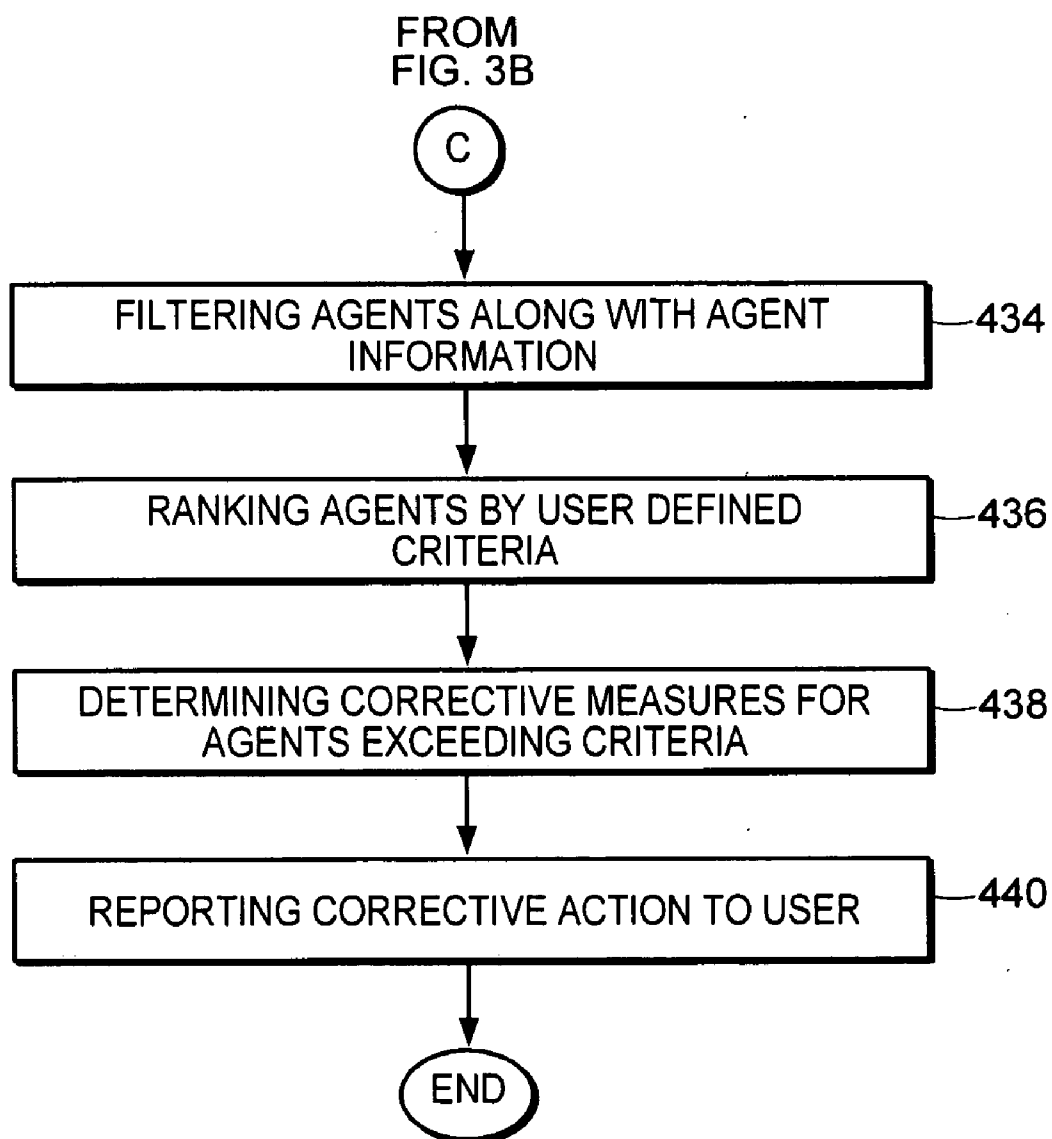 FROM
FIG. 3B
C
FILTERING AGENTS ALONG WITH AGENT
INFORMATION
434
RANKING AGENTS BY USER DEFINED
CRITERIA
436
DETERMINING CORRECTIVE MEASURES FOR
AGENTS EXCEEDING CRITERIA
438
REPORTING CORRECTIVE ACTION TO USER
440
END